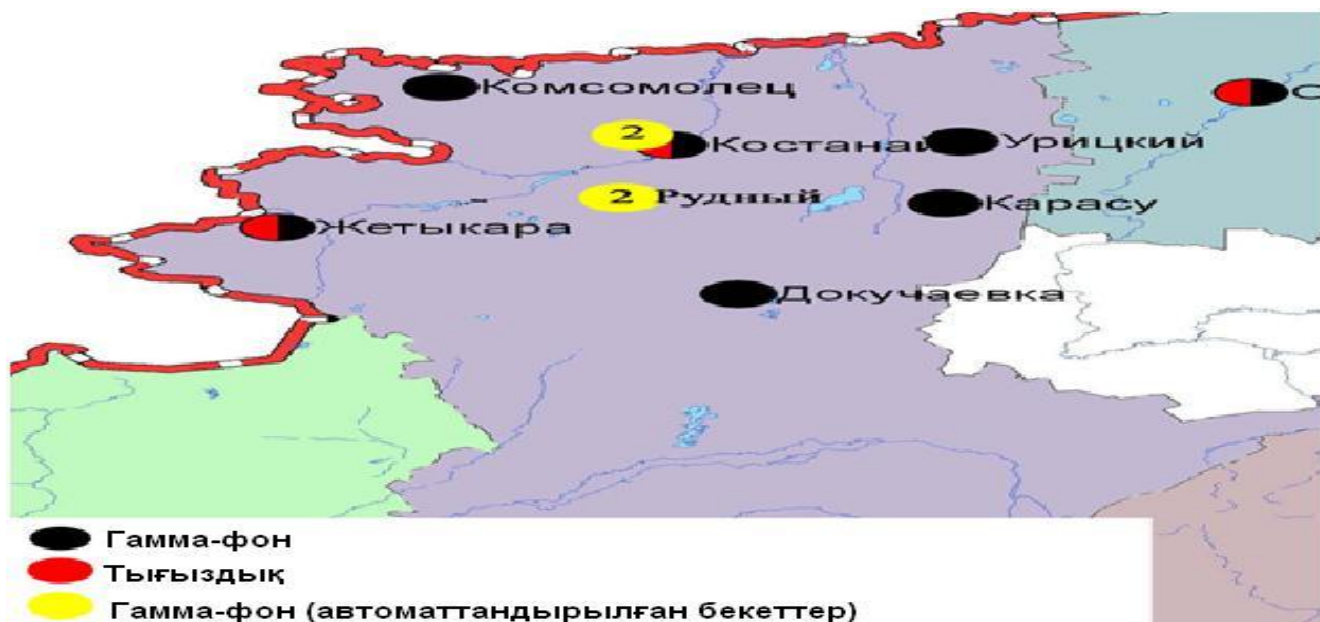 Комсомолец
2
Костанай
Урицкий
2 Рудный
Карасу
Жетыкара
Докучаевка
Гамма-фон
Тығыздық
Гамма-фон (автоматтандырылған бекеттер)